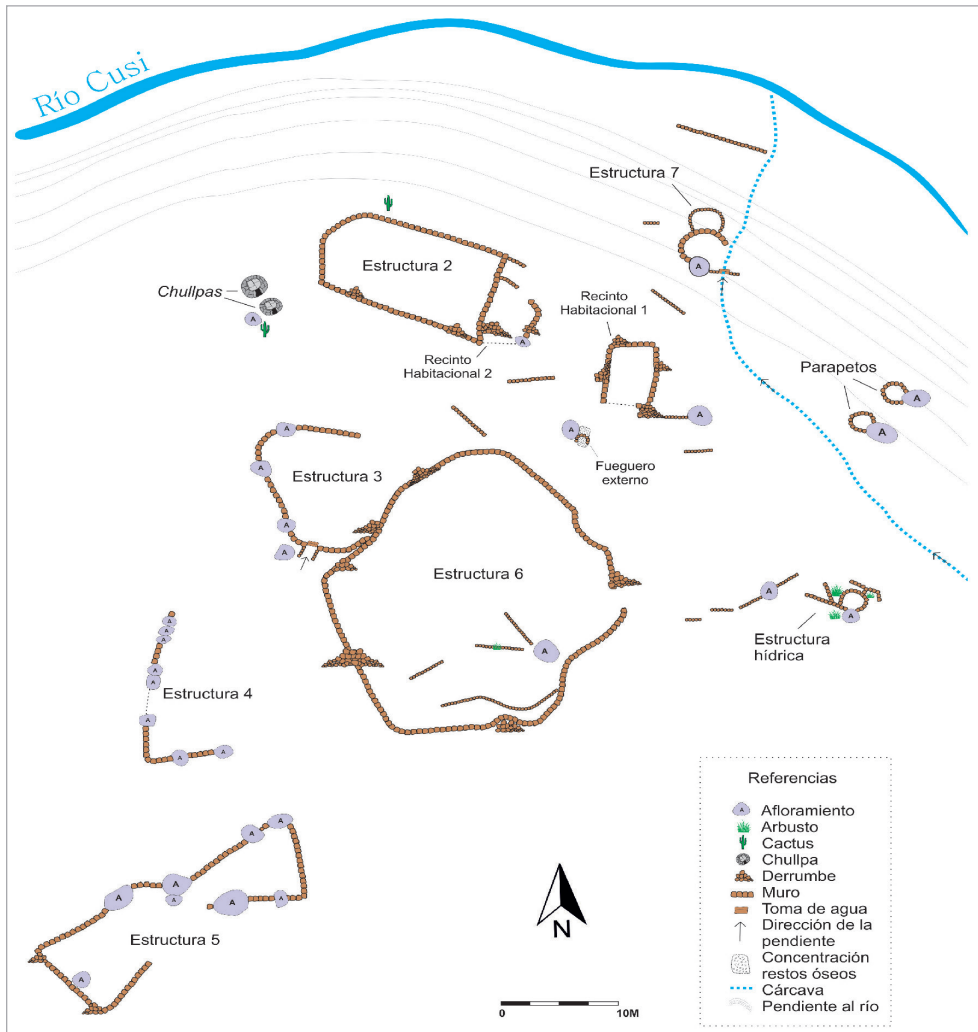 Río Cusi
Estructura 7
Estructura 2
Chullpas
A
Recinto
Habitacional 1
A
A
Recinto
Habitacional 2
Parapetos
A
A
A
A
Fueguero
externo
A
A
Estructura 3
A
A
Estructura 6
A
Estructura
hídrica
A
A
A
A
A
A
A
A
Estructura 4
A
A
A
Referencias
A Afloramiento
Arbusto
Cactus
Chullpa
Derrumbe
Muro
Toma de agua
Dirección de la
pendiente
Concentración
restos óseos
Cárcava
Pendiente al río
A
A
A
A
A
A
A
Estructura 5
A
N
0
10M